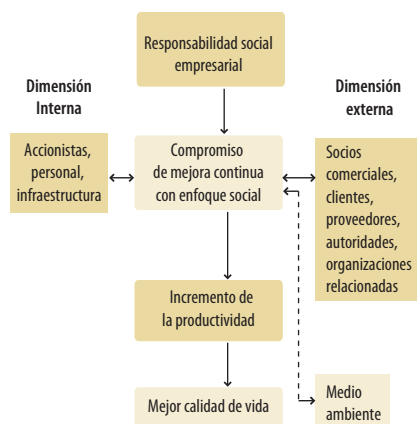 Responsabilidad social
empresarial
Dimensión
Interna
Dimensión
externa
Accionistas,
personal,
infraestructura
Compromiso
de mejora continua
con enfoque social
Socios
comerciales,
clientes,
proveedores,
autoridades,
organizaciones
relacionadas
Incremento de
la productividad
Mejor calidad de vida
Medio
ambiente